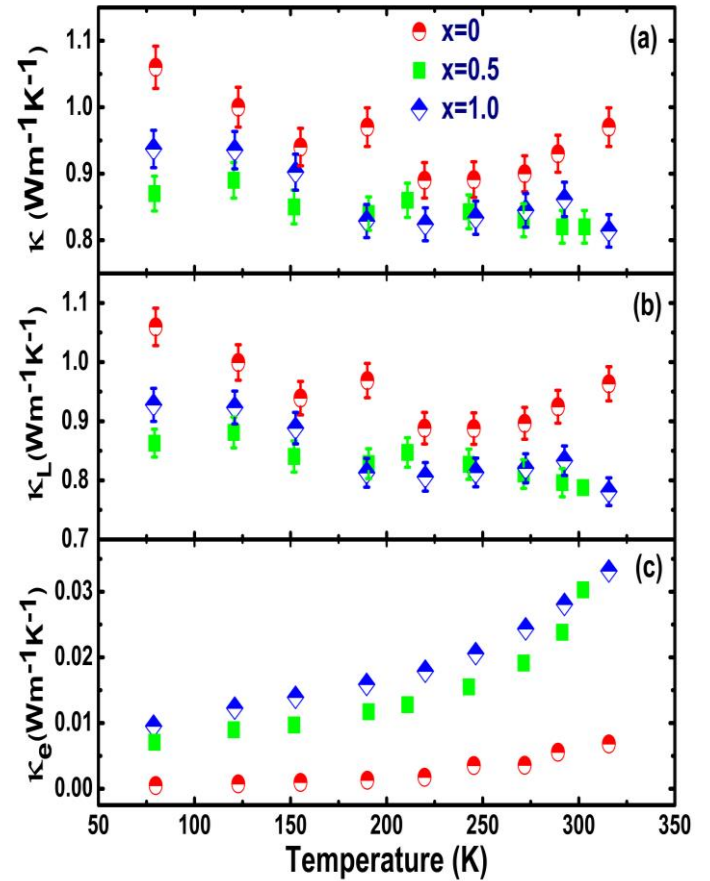 (a)
x=0
x=0.5
x=1.0
κ (Wm⁻¹K⁻¹)
1.1
1.0
0.9
0.8
(b)
κL(Wm⁻¹K⁻¹)
1.1
1.0
0.9
0.8
0.7
(c)
κe(Wm⁻¹K⁻¹)
0.03
0.02
0.01
0.00
50 100 150 200 250 300 350
Temperature (K)